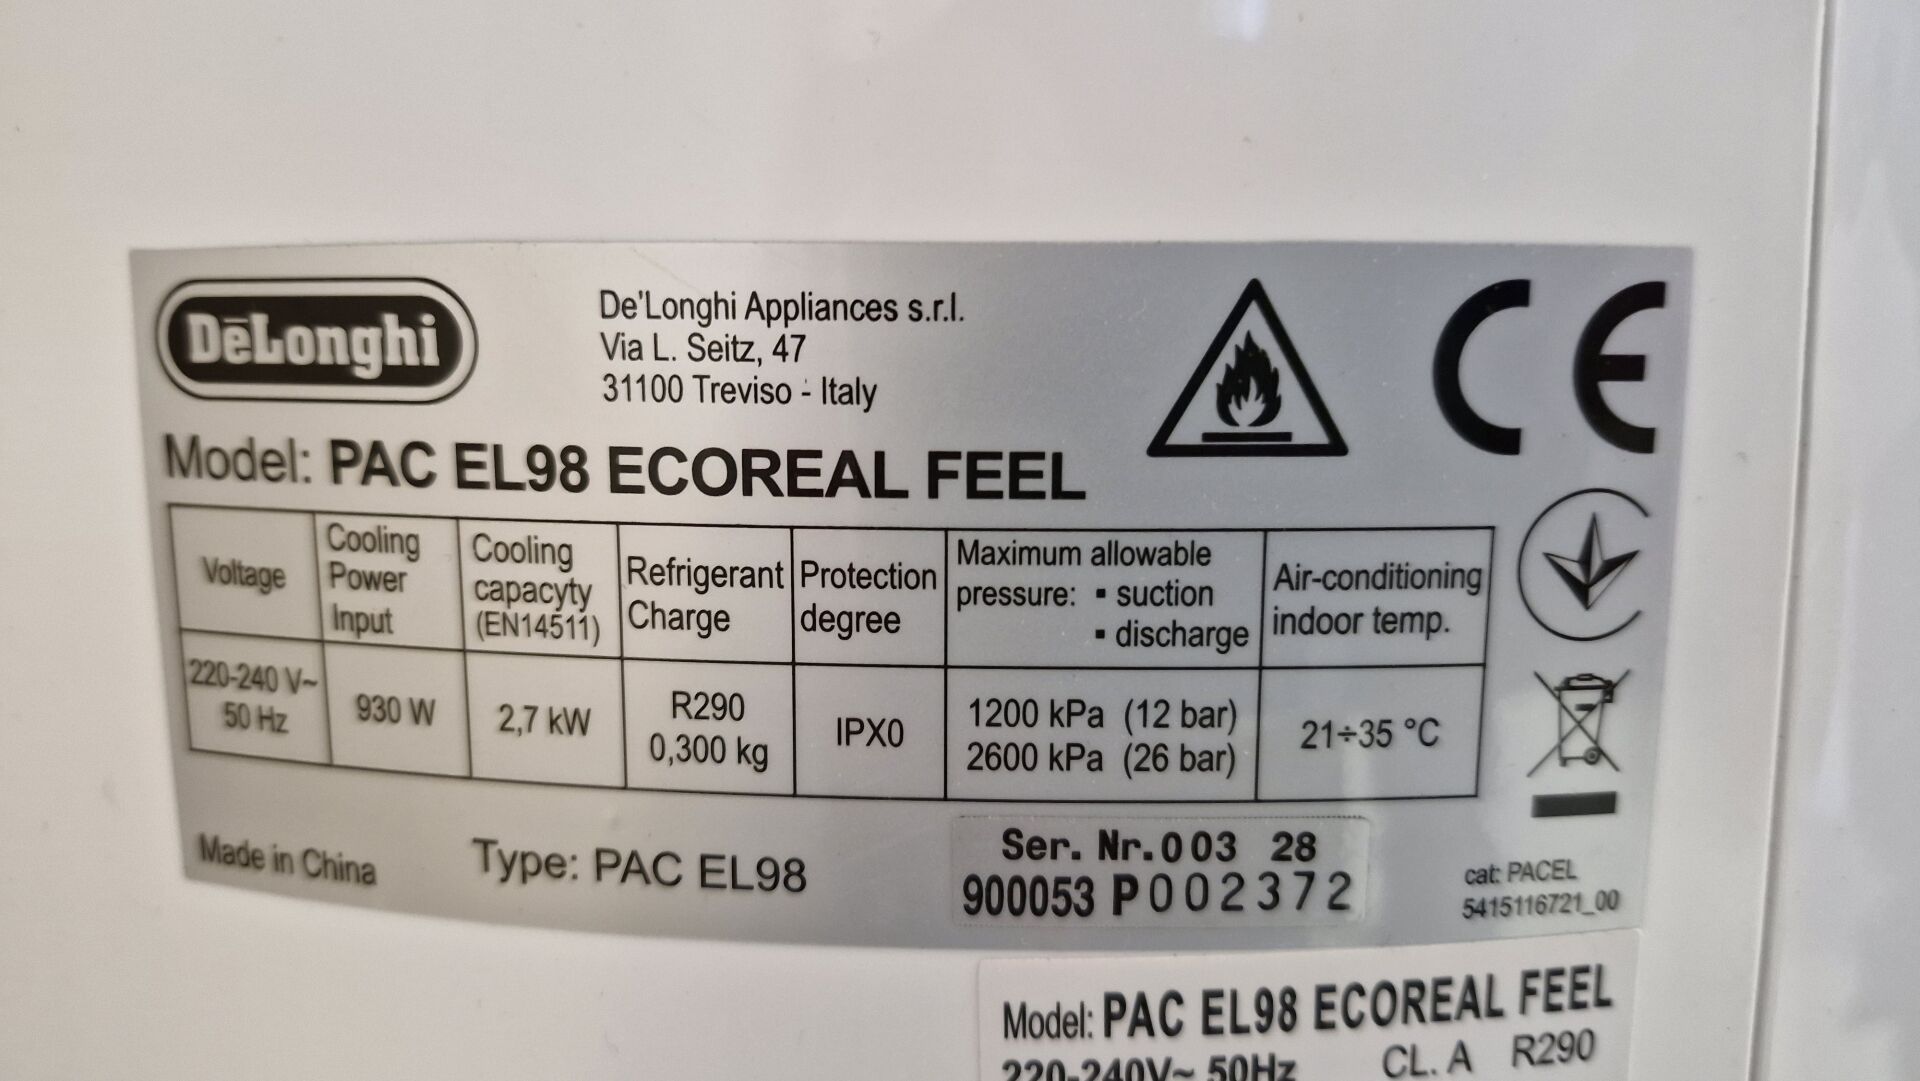 DēLonghi
De'Longhi Appliances s.r.l.
Via L. Seitz, 47
31100 Treviso - Italy
CE
Model: PAC EL98 ECOREAL FEEL
Voltage
Cooling
Power
Input
Cooling
capacyty
(EN14511)
Refrigerant
Charge
Protection
degree
Maximum allowable
pressure: ▪ suction
▪ discharge
Air-conditioning
indoor temp.
220-240 V~
50 Hz
930 W
2,7 kW
R290
0,300 kg
IPX0
1200 kPa (12 bar)
2600 kPa (26 bar)
21÷35 °C
Made in China
Type: PAC EL98
Ser. Nr.003 28
900053 P002372
cat: PACEL
5415116721_00
Model: PAC EL98 ECOREAL FEEL
220-240V~ 50Hz CL. A R290